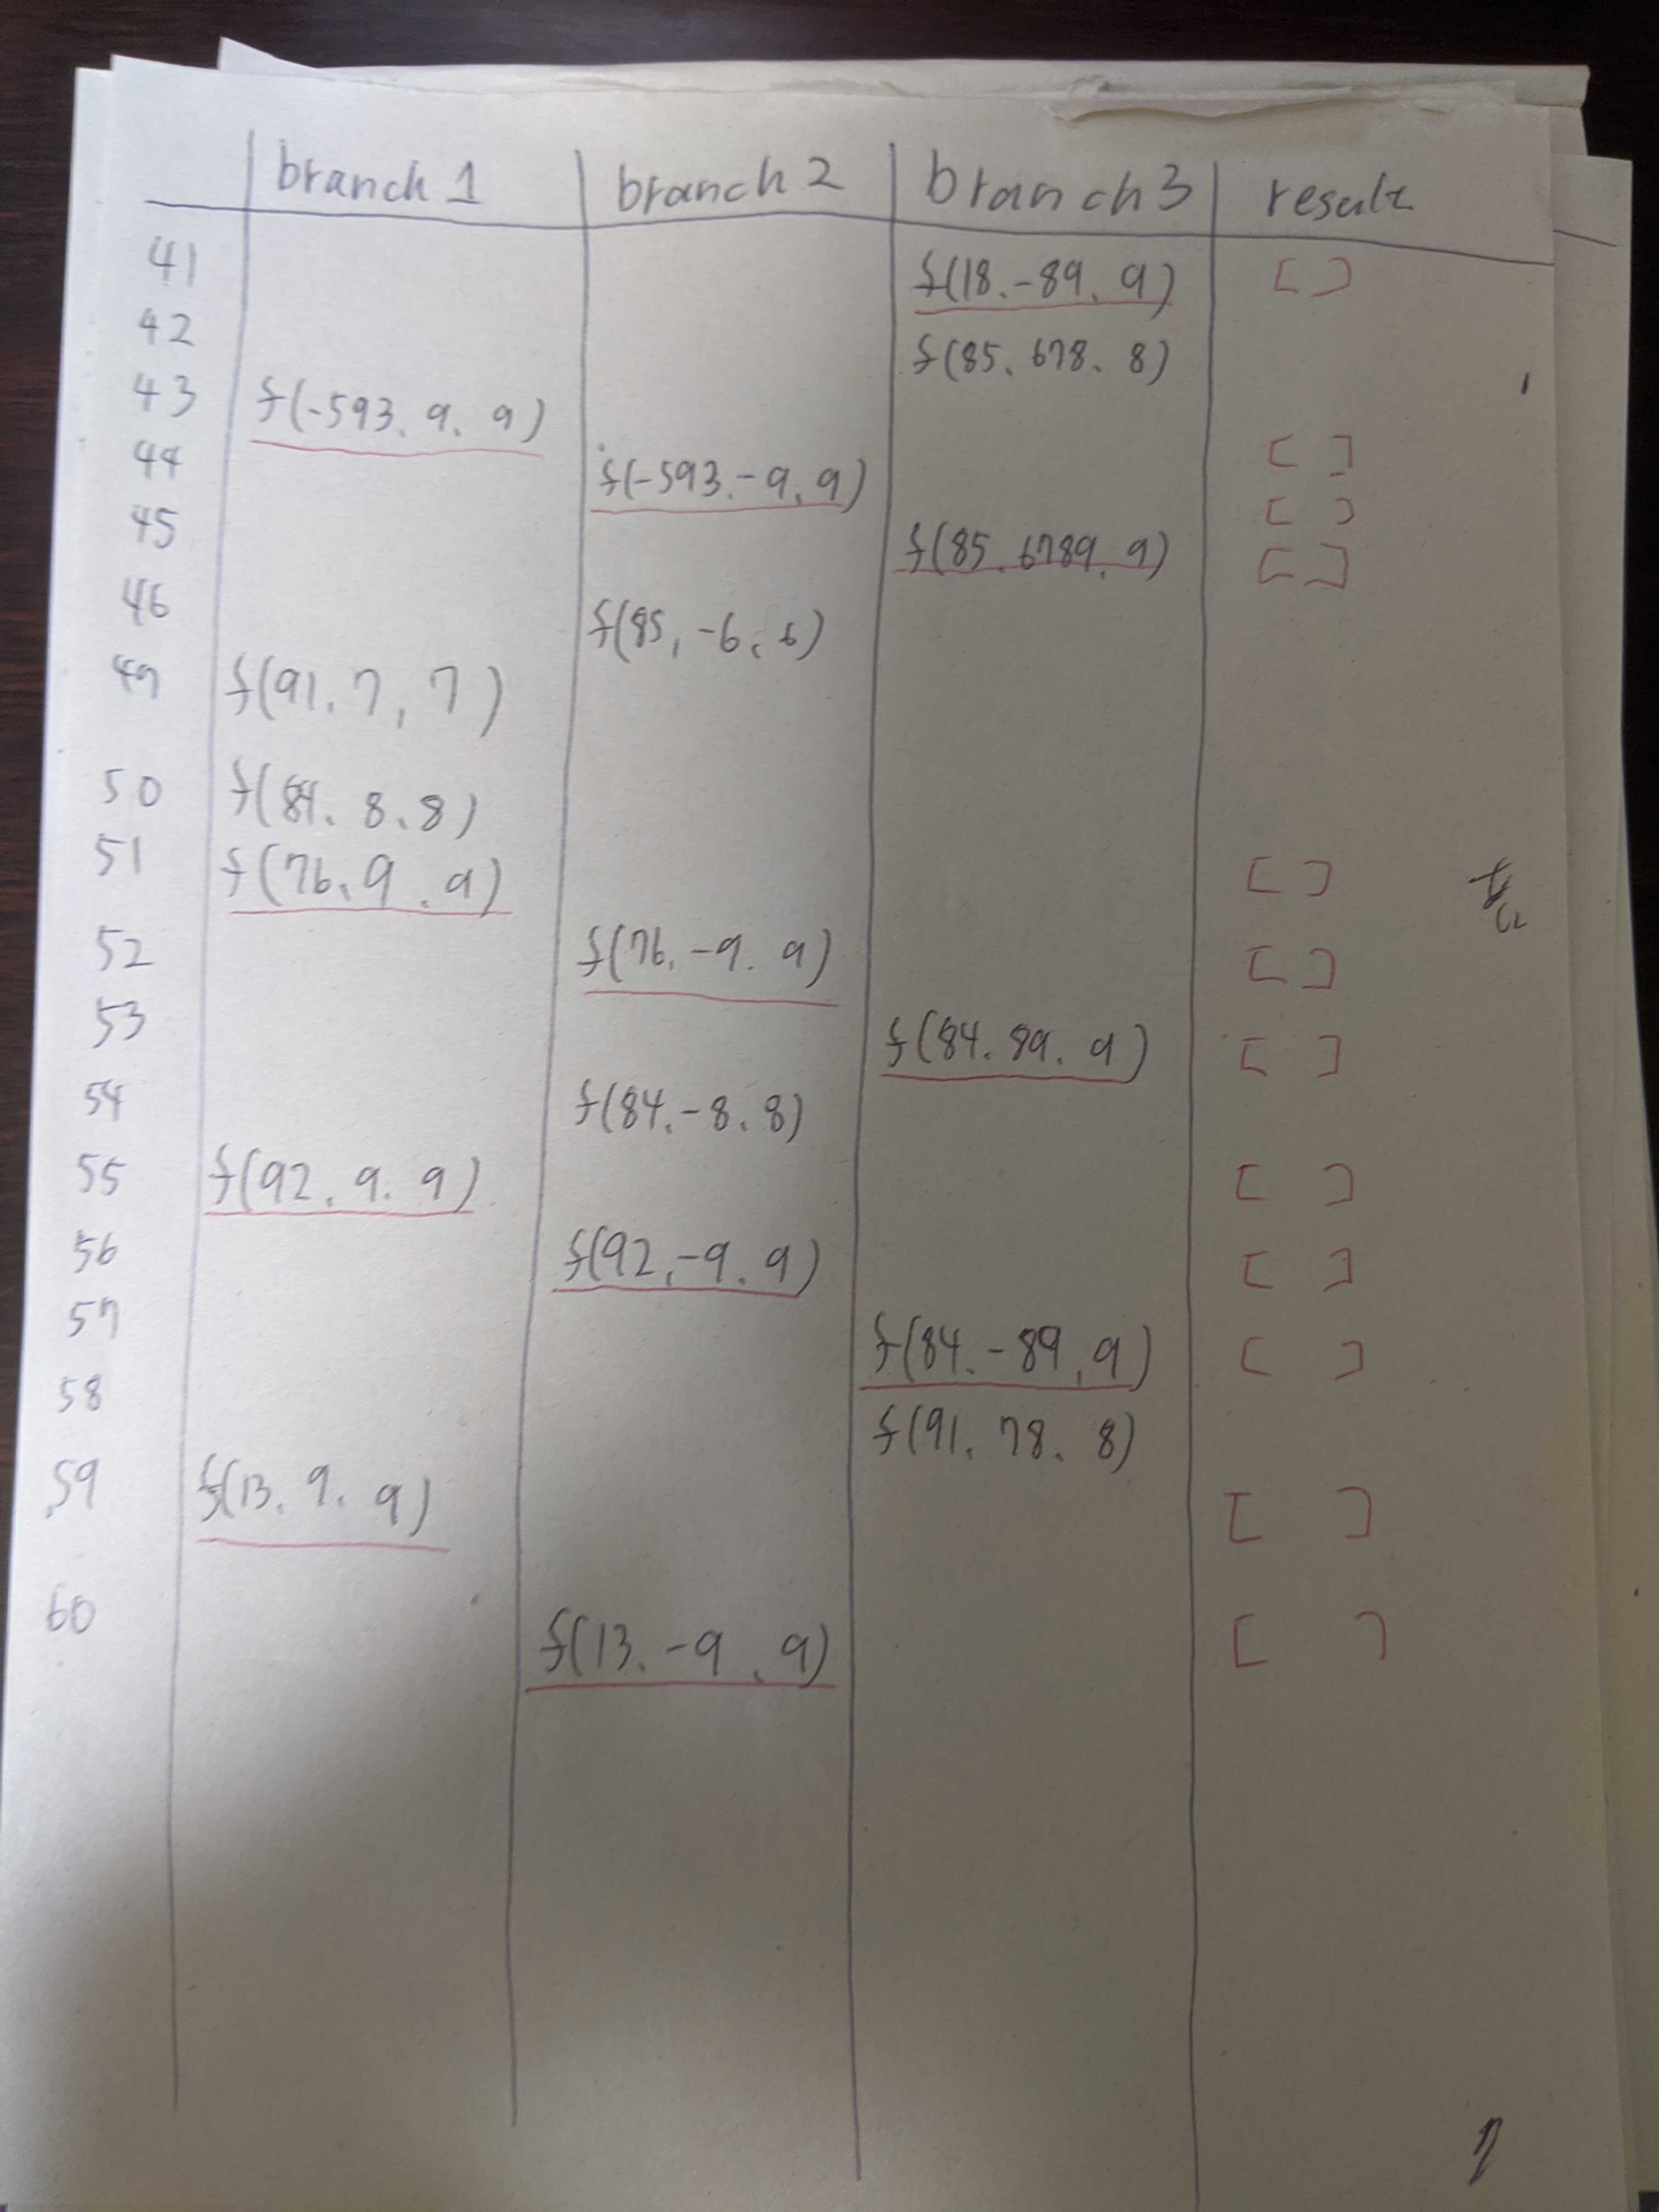 branch 1 branch 2 branch 3 result
41 f(18.-89.9) [ ]
42 f(85.678.8)
43 f(-593.9.9) [ ]
44 f(-593.-9.9) [ ]
45 f(85.6789.9) [ ]
46 f(85,-6.6)
49 f(91.7,7)
50 f(84.8.8)
51 f(76.9.9) [ ]
52 f(76.-9.9) [ ]
53 f(84.89.9) [ ]
54 f(84.-8.8)
55 f(92.9.9) [ ]
56 f(92,-9.9) [ ]
57 f(84.-89.9) [ ]
58 f(91.78.8)
59 f(13.9.9) [ ]
60 f(13.-9.9) [ ]